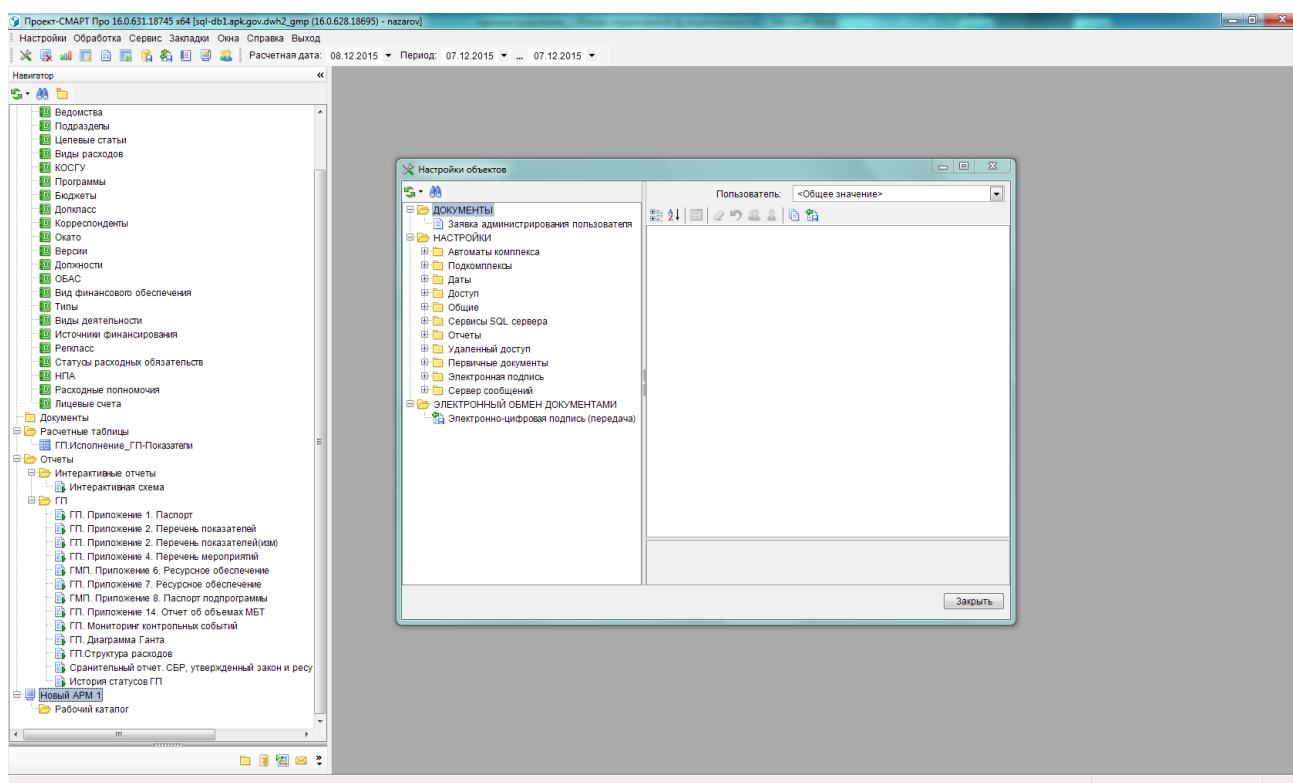 Проект-СМАРТ Про 16.0.631.18745 x64 [sql-db1.apk.gov.dwh2_gmp (16.0.628.18695) - nazarov]
Настройки Обработка Сервис Закладки Окна Справка Выход
Расчетная дата: 08.12.2015 Период: 07.12.2015 ... 07.12.2015
Навигатор
Ведомства
Подразделы
Целевые статьи
Виды расходов
КОСГУ
Программы
Бюджеты
Допкласс
Корреспонденты
Окато
Версии
Должности
ОБАС
Вид финансового обеспечения
Типы
Виды деятельности
Источники финансирования
Репкласс
Статусы расходных обязательств
НПА
Расходные полномочия
Лицевые счета
Документы
Расчетные таблицы
ГП.Исполнение_ГП-Показатели
Отчеты
Интерактивные отчеты
Интерактивная схема
ГП
ГП. Приложение 1. Паспорт
ГП. Приложение 2. Перечень показателей
ГП. Приложение 2. Перечень показателей(изм)
ГП. Приложение 4. Перечень мероприятий
ГМП. Приложение 6. Ресурсное обеспечение
ГП. Приложение 7. Ресурсное обеспечение
ГМП. Приложение 8. Паспорт подпрограммы
ГП. Приложение 14. Отчет об объемах МБТ
ГП. Мониторинг контрольных событий
ГП. Диаграмма Ганта
ГП.Структура расходов
Сранительный отчет. СБР, утвержденный закон и ресу
История статусов ГП
Новый АРМ 1
Рабочий каталог
Настройки объектов
ДОКУМЕНТЫ
Заявка администрирования пользователя
НАСТРОЙКИ
Автоматы комплекса
Подкомплексы
Даты
Доступ
Общие
Сервисы SQL сервера
Отчеты
Удаленный доступ
Первичные документы
Электронная подпись
Сервер сообщений
ЭЛЕКТРОННЫЙ ОБМЕН ДОКУМЕНТАМИ
Электронно-цифровая подпись (передача)
Пользователь: <Общее значение>
Закрыть